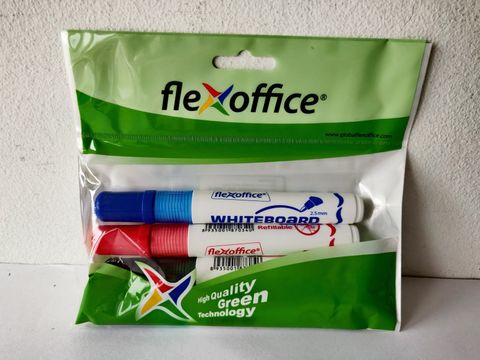 flexoffice®
www.globalflexoffice.com
flexoffice®
WHITEBOARD
2.5mm
Refillable
flexoffice®
High Quality
Green
Technology